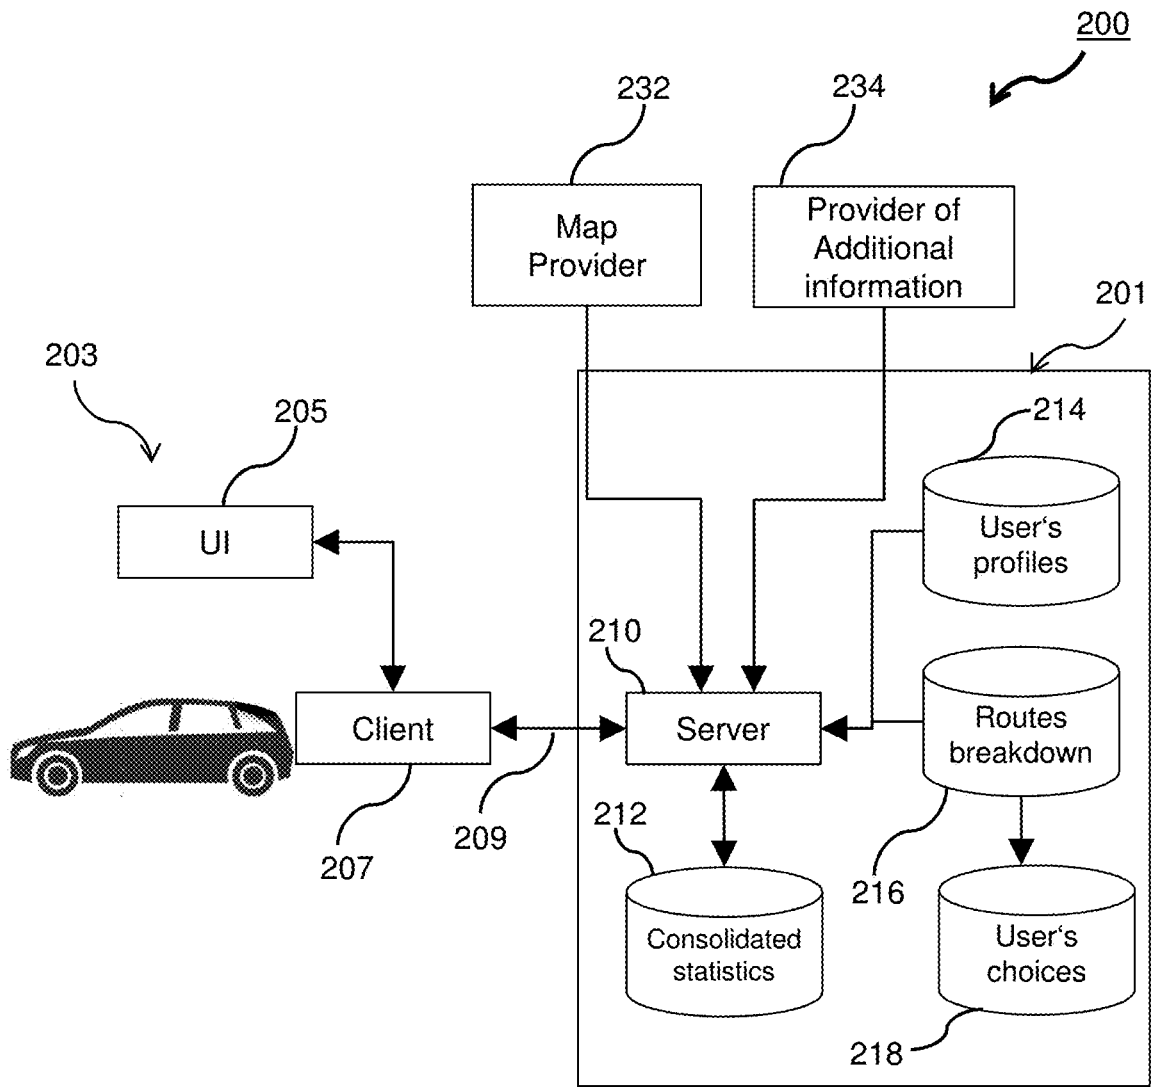 200
232
234
Map
Provider
Provider of
Additional
information
201
203
205
214
UI
User‘s
profiles
210
Client
Server
Routes
breakdown
209
212
207
216
Consolidated
statistics
User‘s
choices
218